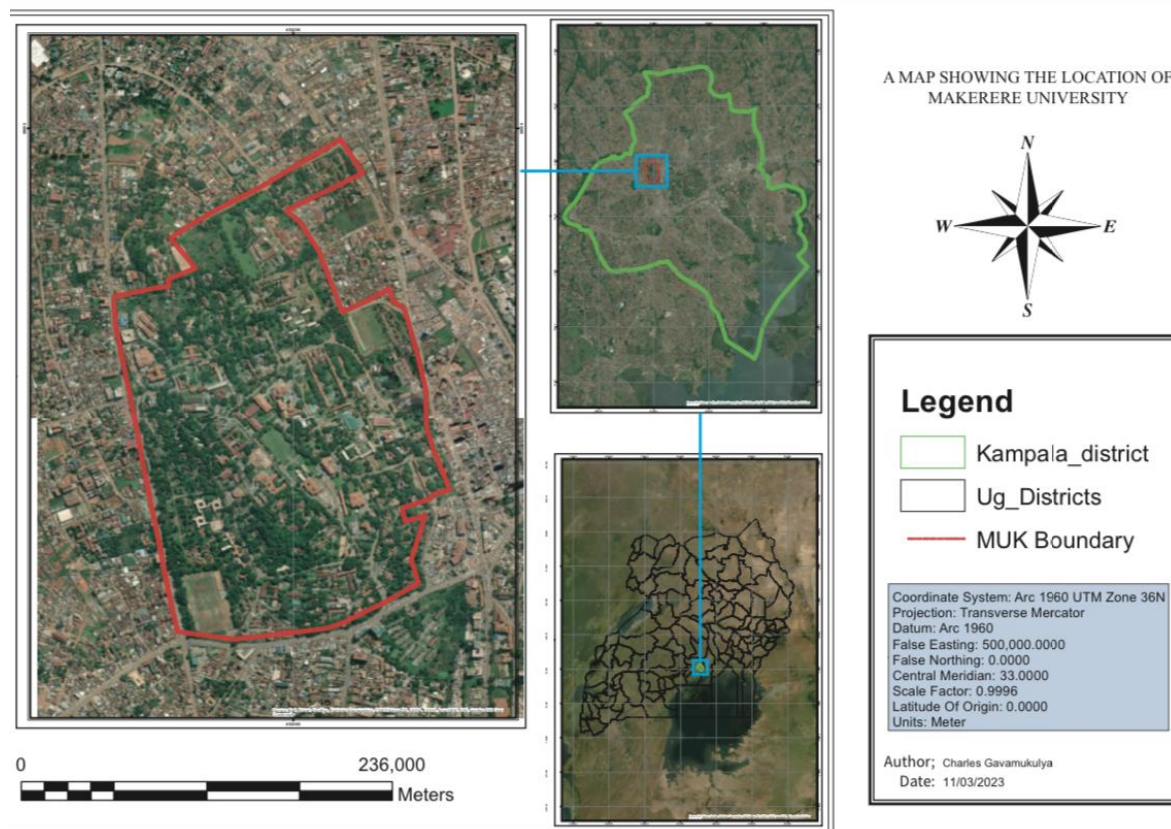 A MAP SHOWING THE LOCATION OF
MAKERERE UNIVERSITY
N
W
E
S
Legend
Kampala_district
Ug_Districts
MUK Boundary
Coordinate System: Arc 1960 UTM Zone 36N
Projection: Transverse Mercator
Datum: Arc 1960
False Easting: 500,000.0000
False Northing: 0.0000
Central Meridian: 33.0000
Scale Factor: 0.9996
Latitude Of Origin: 0.0000
Units: Meter
Author; Charles Gavamukulya
Date: 11/03/2023
0 236,000
Meters